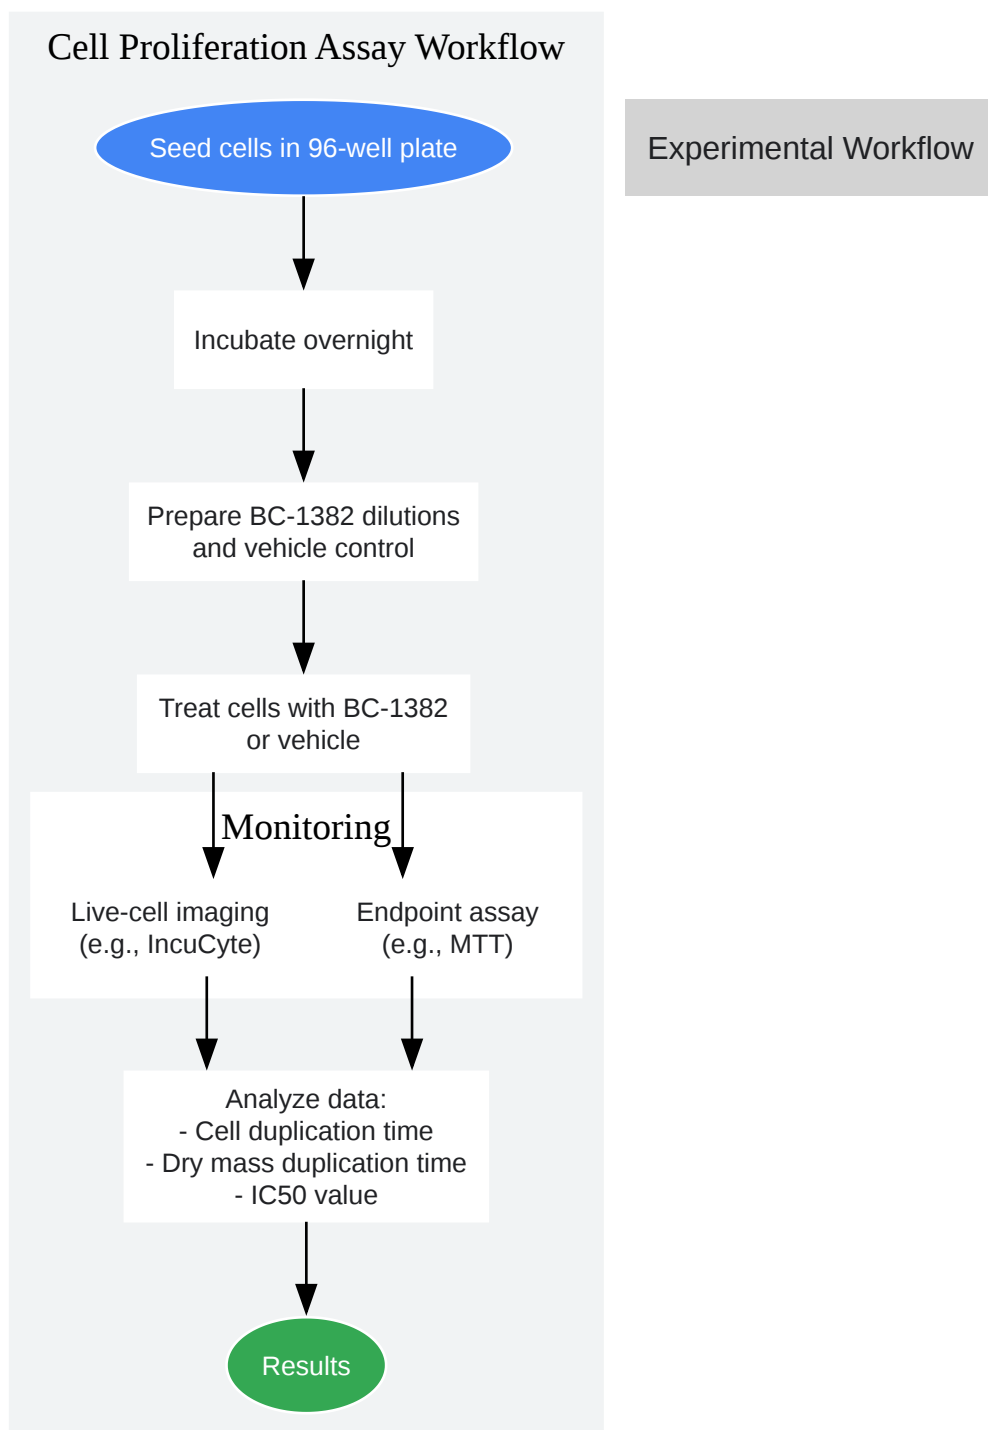 Cell Proliferation Assay Workflow
Seed cells in 96-well plate
Experimental Workflow
Incubate overnight
Prepare BC-1382 dilutions
and vehicle control
Treat cells with BC-1382
or vehicle
Monitoring
Live-cell imaging
(e.g., IncuCyte)
Endpoint assay
(e.g., MTT)
Analyze data:
- Cell duplication time
- Dry mass duplication time
- IC50 value
Results